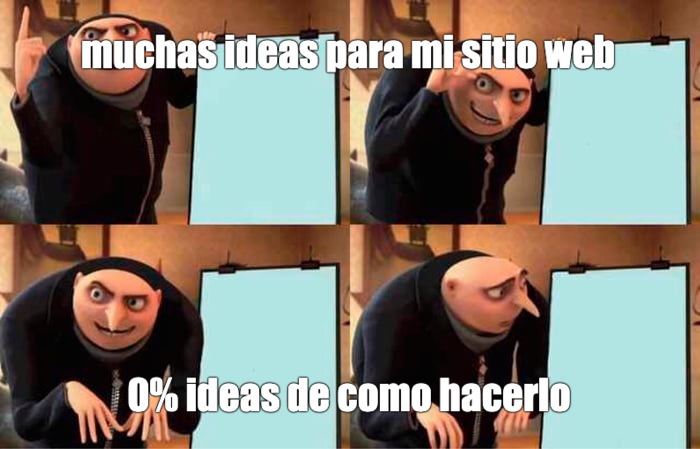 muchas ideas para mi sitio web
0% ideas de como hacerlo